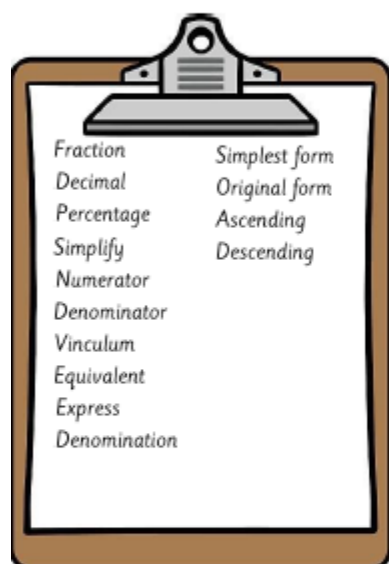 Fraction
Decimal
Percentage
Simplify
Numerator
Denominator
Vinculum
Equivalent
Express
Denomination
Simplest form
Original form
Ascending
Descending